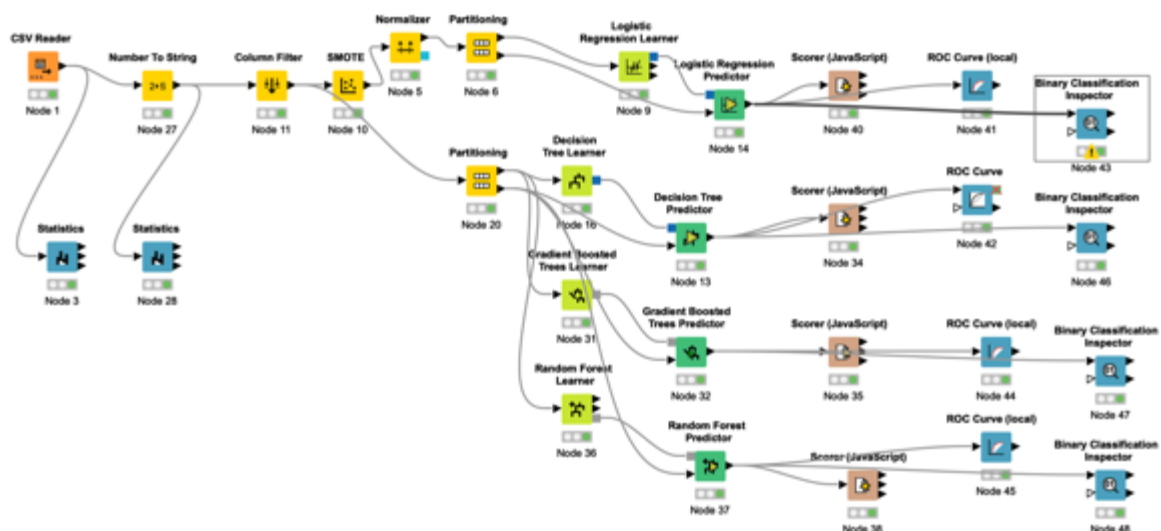 CSV Reader
Node 1
Number To String
2+S
Node 27
Column Filter
Node 11
SMOTE
Node 10
Normalizer
Node 5
Partitioning
Node 6
Logistic
Regression Learner
Node 9
Logistic Regression
Predictor
Node 14
Scorer (JavaScript)
Node 40
ROC Curve (local)
Node 41
Binary Classification
Inspector
Node 43
Statistics
Node 3
Statistics
Node 28
Partitioning
Node 20
Decision
Tree Learner
Node 16
Decision Tree
Predictor
Node 13
Scorer (JavaScript)
Node 34
ROC Curve
Node 42
Binary Classification
Inspector
Node 46
Gradient Boosted
Trees Learner
Node 31
Gradient Boosted
Trees Predictor
Node 32
Scorer (JavaScript)
Node 35
ROC Curve (local)
Node 44
Binary Classification
Inspector
Node 47
Random Forest
Learner
Node 36
Random Forest
Predictor
Node 37
Scorer (JavaScript)
Node 38
ROC Curve (local)
Node 45
Binary Classification
Inspector
Node 48